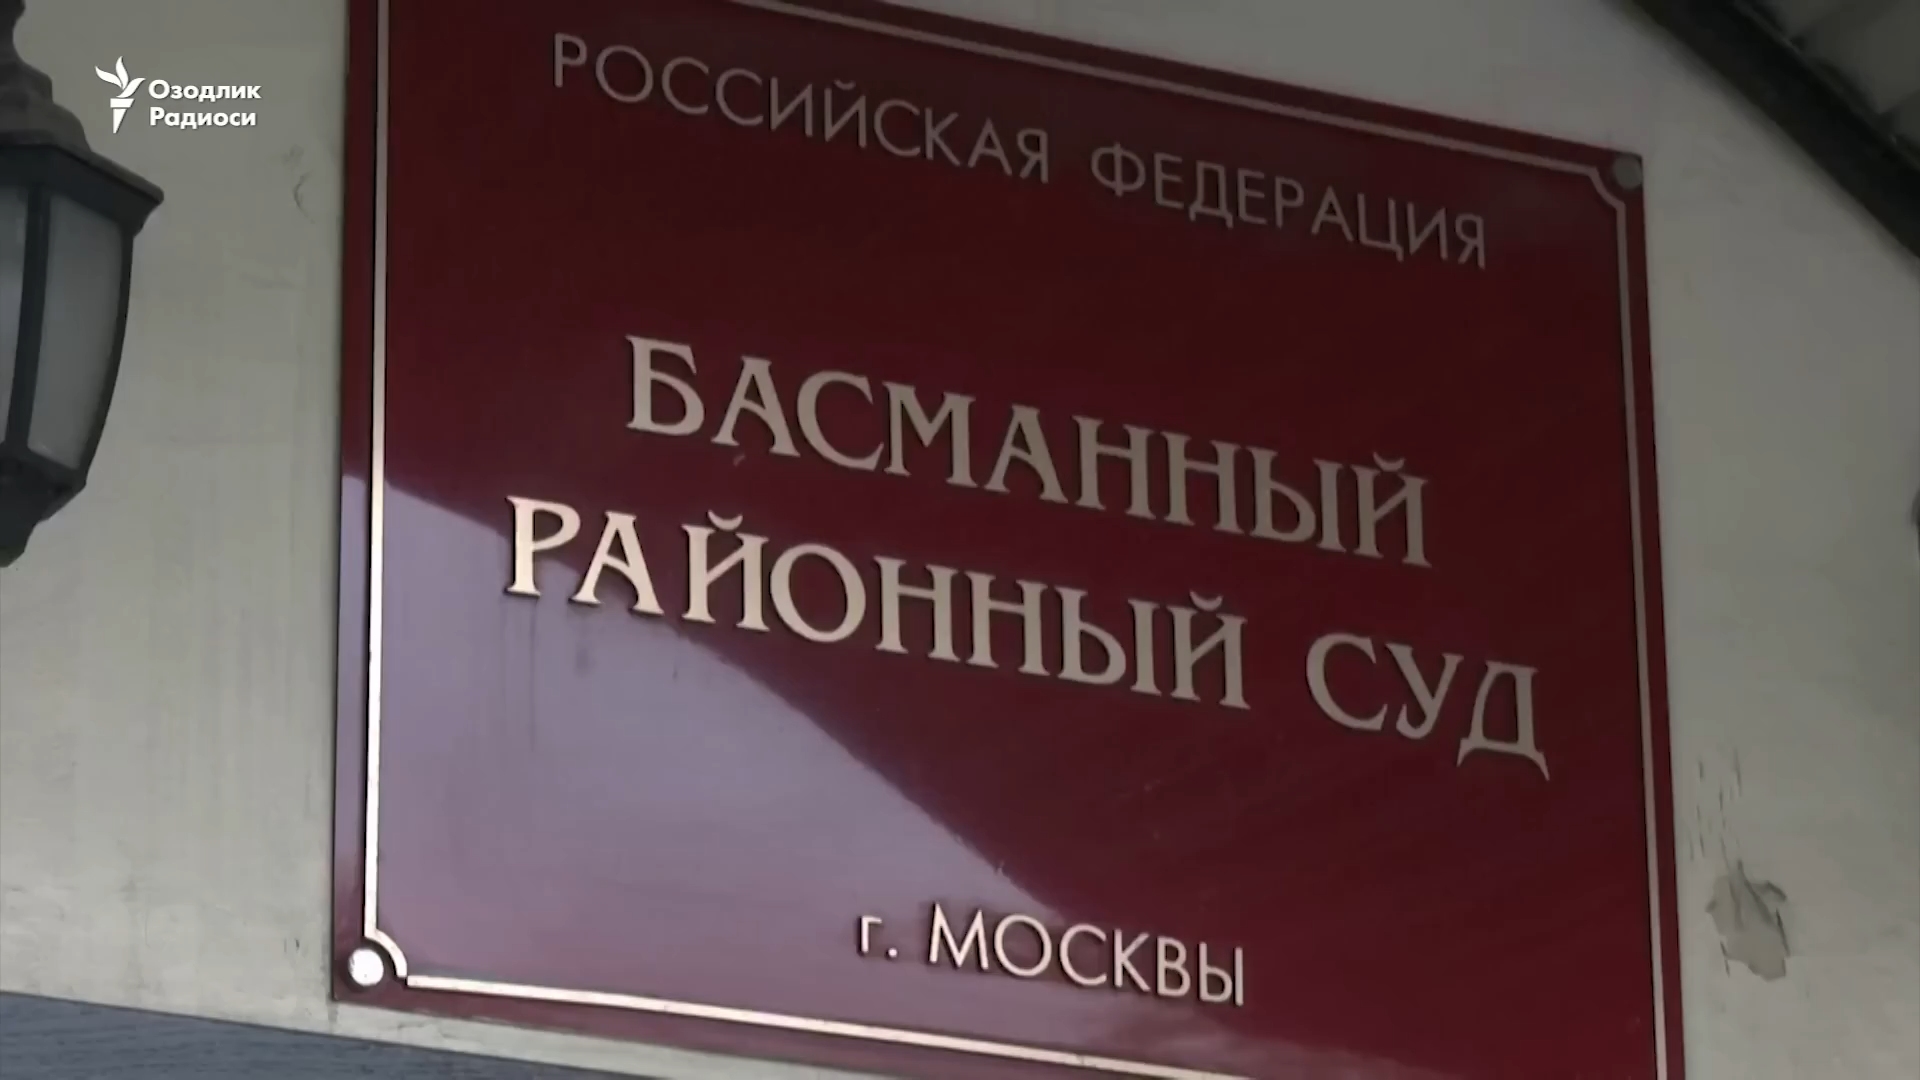 Озодлик
Радиоси
РОССИЙСКАЯ ФЕДЕРАЦИЯ
БАСМАННЫЙ
РАЙОННЫЙ СУД
г. МОСКВЫ